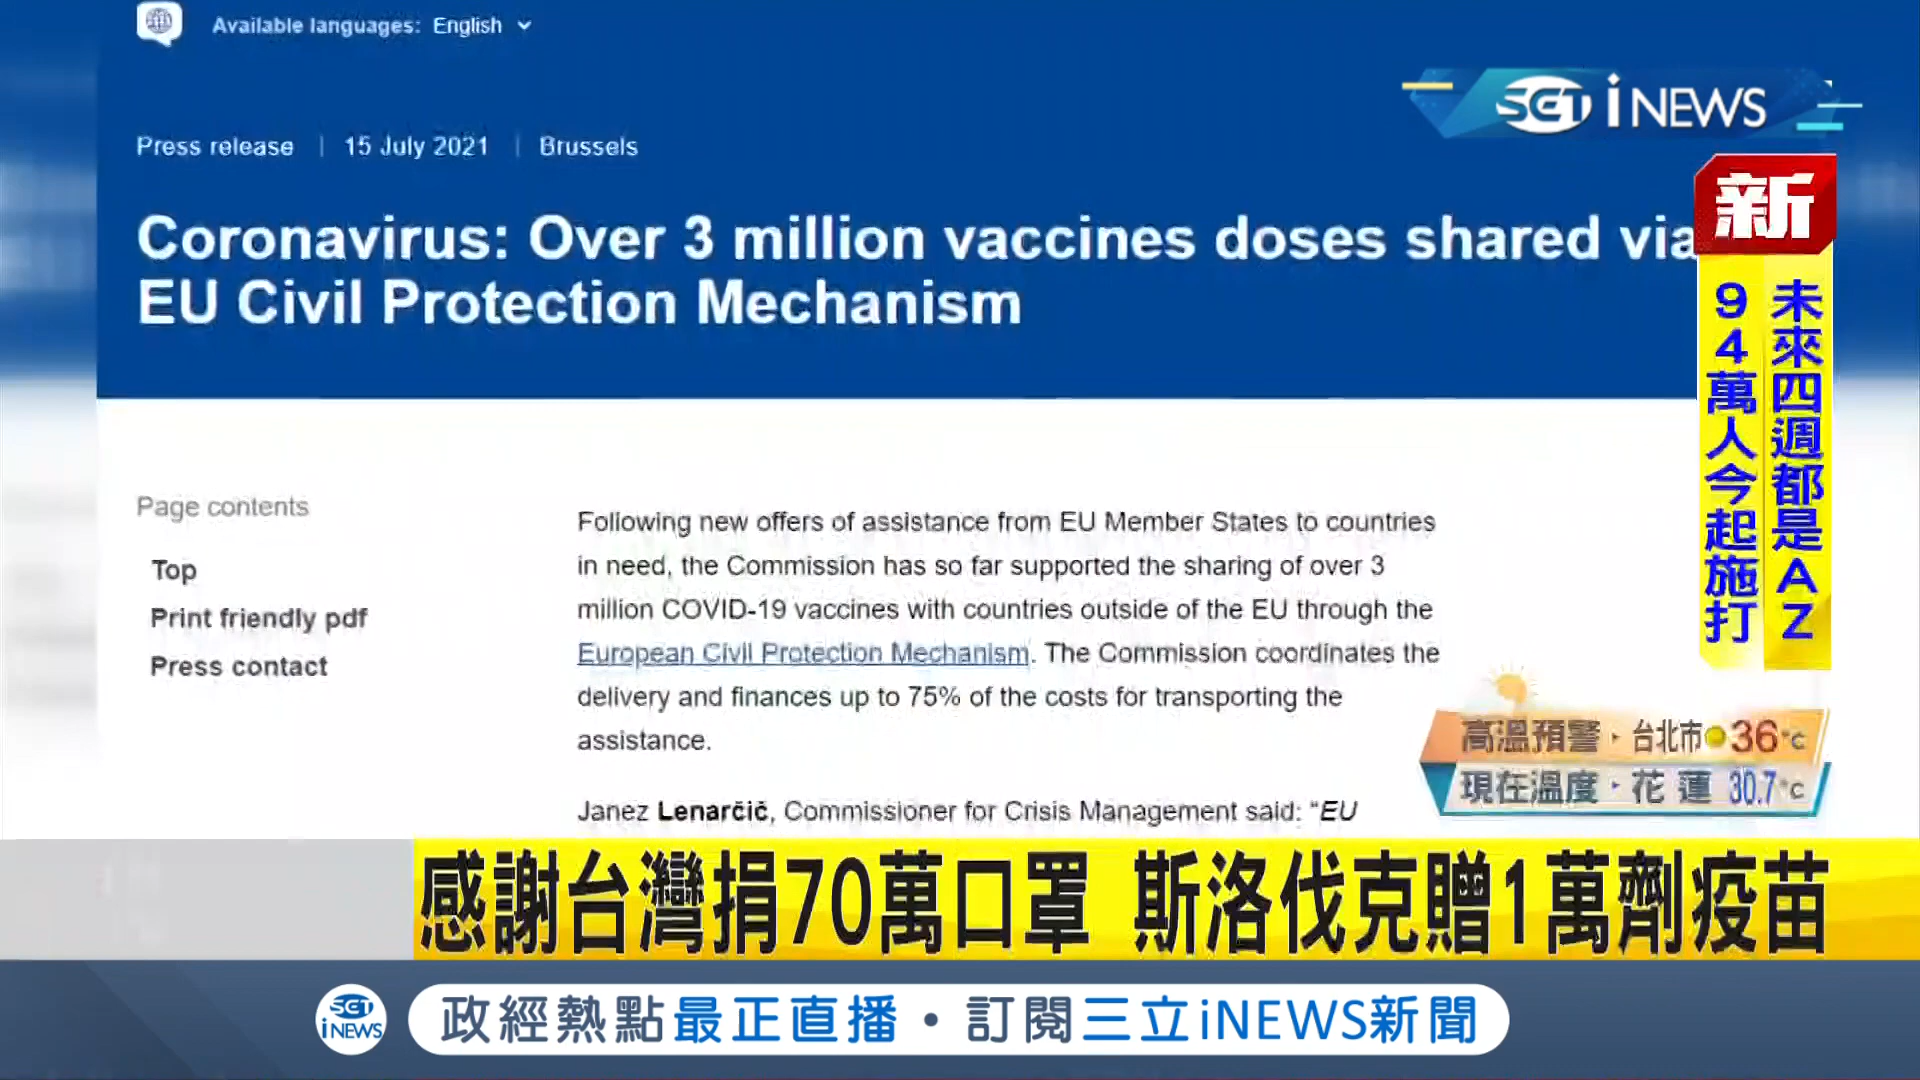 Available languages: English
SET iNEWS
Press release | 15 July 2021 | Brussels
Coronavirus: Over 3 million vaccines doses shared via
EU Civil Protection Mechanism
新
未來四週都是AZ
94萬人今起施打
Page contents
Top
Print friendly pdf
Press contact
Following new offers of assistance from EU Member States to countries
in need, the Commission has so far supported the sharing of over 3
million COVID-19 vaccines with countries outside of the EU through the
European Civil Protection Mechanism. The Commission coordinates the
delivery and finances up to 75% of the costs for transporting the
assistance.
Janez Lenarčič, Commissioner for Crisis Management said: “EU
高溫預警・台北市 36°C
現在溫度・花蓮 30.7°C
感謝台灣捐70萬口罩 斯洛伐克贈1萬劑疫苗
SET iNEWS
政經熱點最正直播・訂閱三立iNEWS新聞